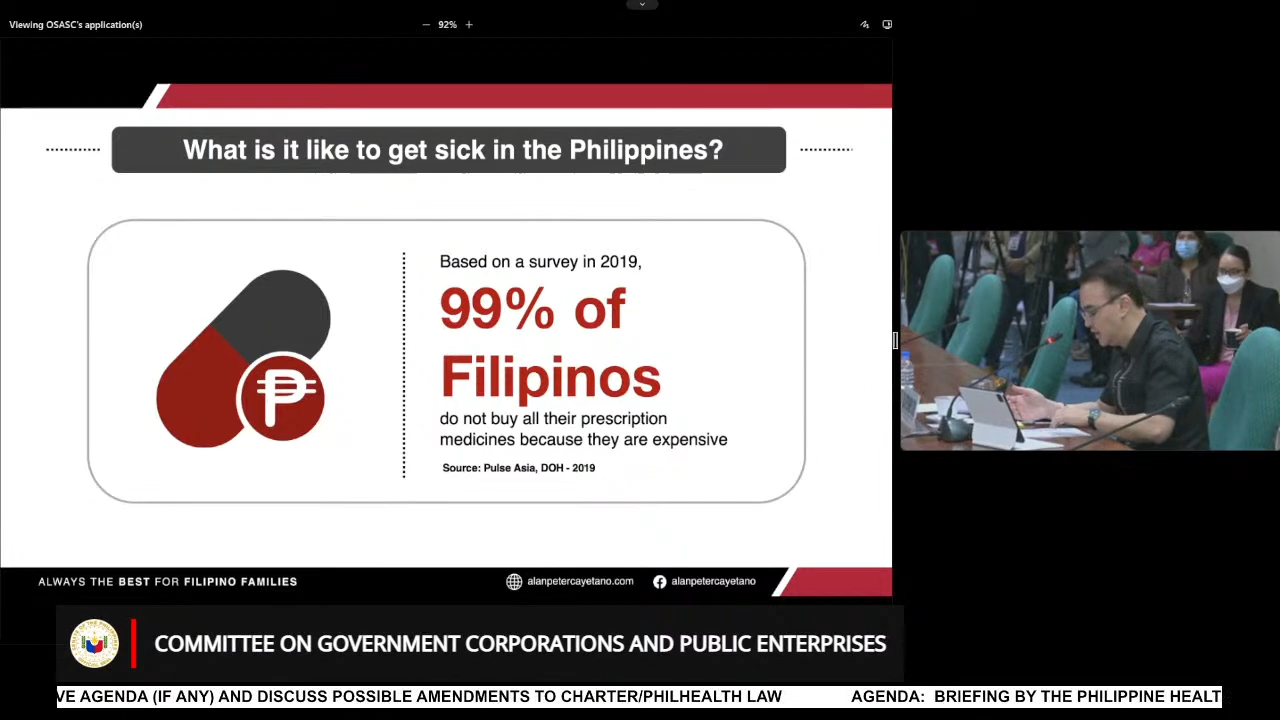 Viewing OSASC's application(s)
92%
What is it like to get sick in the Philippines?
Based on a survey in 2019,
99% of
Filipinos
do not buy all their prescription
medicines because they are expensive
Source: Pulse Asia, DOH - 2019
ALWAYS THE BEST FOR FILIPINO FAMILIES
alanpetercayetano.com
alanpetercayetano
COMMITTEE ON GOVERNMENT CORPORATIONS AND PUBLIC ENTERPRISES
VE AGENDA (IF ANY) AND DISCUSS POSSIBLE AMENDMENTS TO CHARTER/PHILHEALTH LAW AGENDA: BRIEFING BY THE PHILIPPINE HEALT